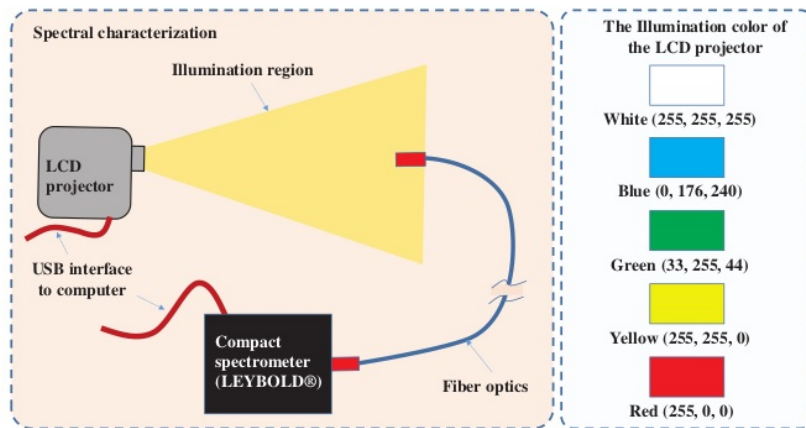 Spectral characterization
Illumination region
LCD
projector
USB interface
to computer
Compact
spectrometer
(LEYBOLD®)
Fiber optics
The Illumination color of
the LCD projector
White (255, 255, 255)
Blue (0, 176, 240)
Green (33, 255, 44)
Yellow (255, 255, 0)
Red (255, 0, 0)